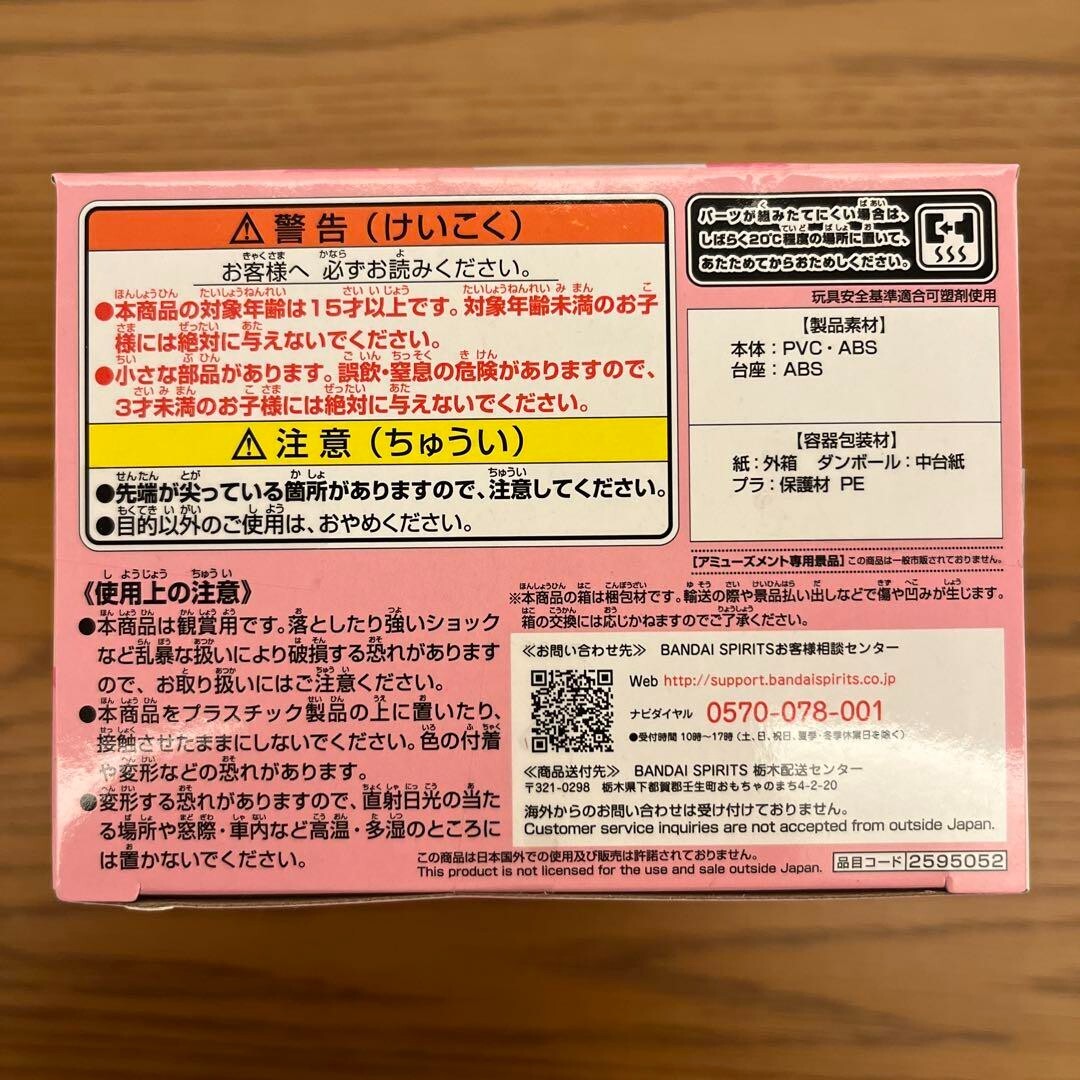 ⚠警告(けいこく)
お客様へ 必ずお読みください。
●本商品の対象年齢は15才以上です。対象年齢未満のお子
様には絶対に与えないでください。
●小さな部品があります。誤飲・窒息の危険がありますので、
3才未満のお子様には絶対に与えないでください。
⚠注意(ちゅうい)
●先端が尖っている箇所がありますので、注意してください。
●目的以外のご使用は、おやめください。
《使用上の注意》
●本商品は観賞用です。落としたり強いショック
など乱暴な扱いにより破損する恐れがあります
ので、お取り扱いにはご注意ください。
●本商品をプラスチック製品の上に置いたり、
接触させたままにしないでください。色の付着
や変形などの恐れがあります。
●変形する恐れがありますので、直射日光の当た
る場所や窓際・車内など高温・多湿のところに
は置かないでください。
パーツが組みたてにくい場合は、
しばらく20℃程度の場所に置いて、
あたためてからおためしください。
玩具安全基準適合可塑剤使用
【製品素材】
本体:PVC・ABS
台座:ABS
【容器包装材】
紙:外箱 ダンボール:中台紙
プラ:保護材 PE
【アミューズメント専用景品】この商品は一般市販されておりません。
※本商品の箱は梱包材です。輸送の際や景品払い出しなどで傷や凹みが生じます。
箱の交換には応じかねますのでご了承ください。
≪お問い合わせ先≫ BANDAI SPIRITSお客様相談センター
Web http://support.bandaispirits.co.jp
ナビダイヤル 0570-078-001
●受付時間 10時〜17時(土、日、祝日、夏季・冬季休業日を除く)
≪商品送付先≫ BANDAI SPIRITS 栃木配送センター
〒321-0298 栃木県下都賀郡壬生町おもちゃのまち4-2-20
海外からのお問い合わせは受け付けておりません。
Customer service inquiries are not accepted from outside Japan.
この商品は日本国外での使用及び販売は許諾されておりません。
This product is not licensed for the use and sale outside Japan.
品目コード 2595052